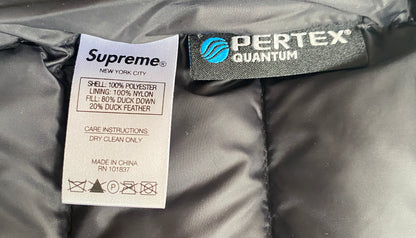 Supreme®
NEW YORK CITY
SHELL: 100% POLYESTER
LINING: 100% NYLON
FILL: 80% DUCK DOWN
20% DUCK FEATHER
CARE INSTRUCTIONS:
DRY CLEAN ONLY
MADE IN CHINA
RN 101837
P
PERTEX®
QUANTUM